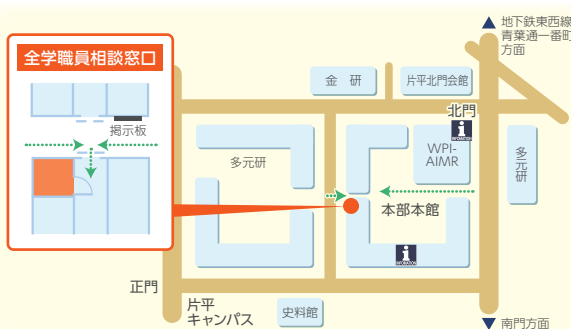 全学職員相談窓口
掲示板
▲ 地下鉄東西線
青葉通一番町
方面
金 研
片平北門会館
北門
i
INFORMATION
WPI-
AIMR
多元研
多元研
本部本館
i
INFORMATION
正門
片平
キャンパス
史料館
▼ 南門方面